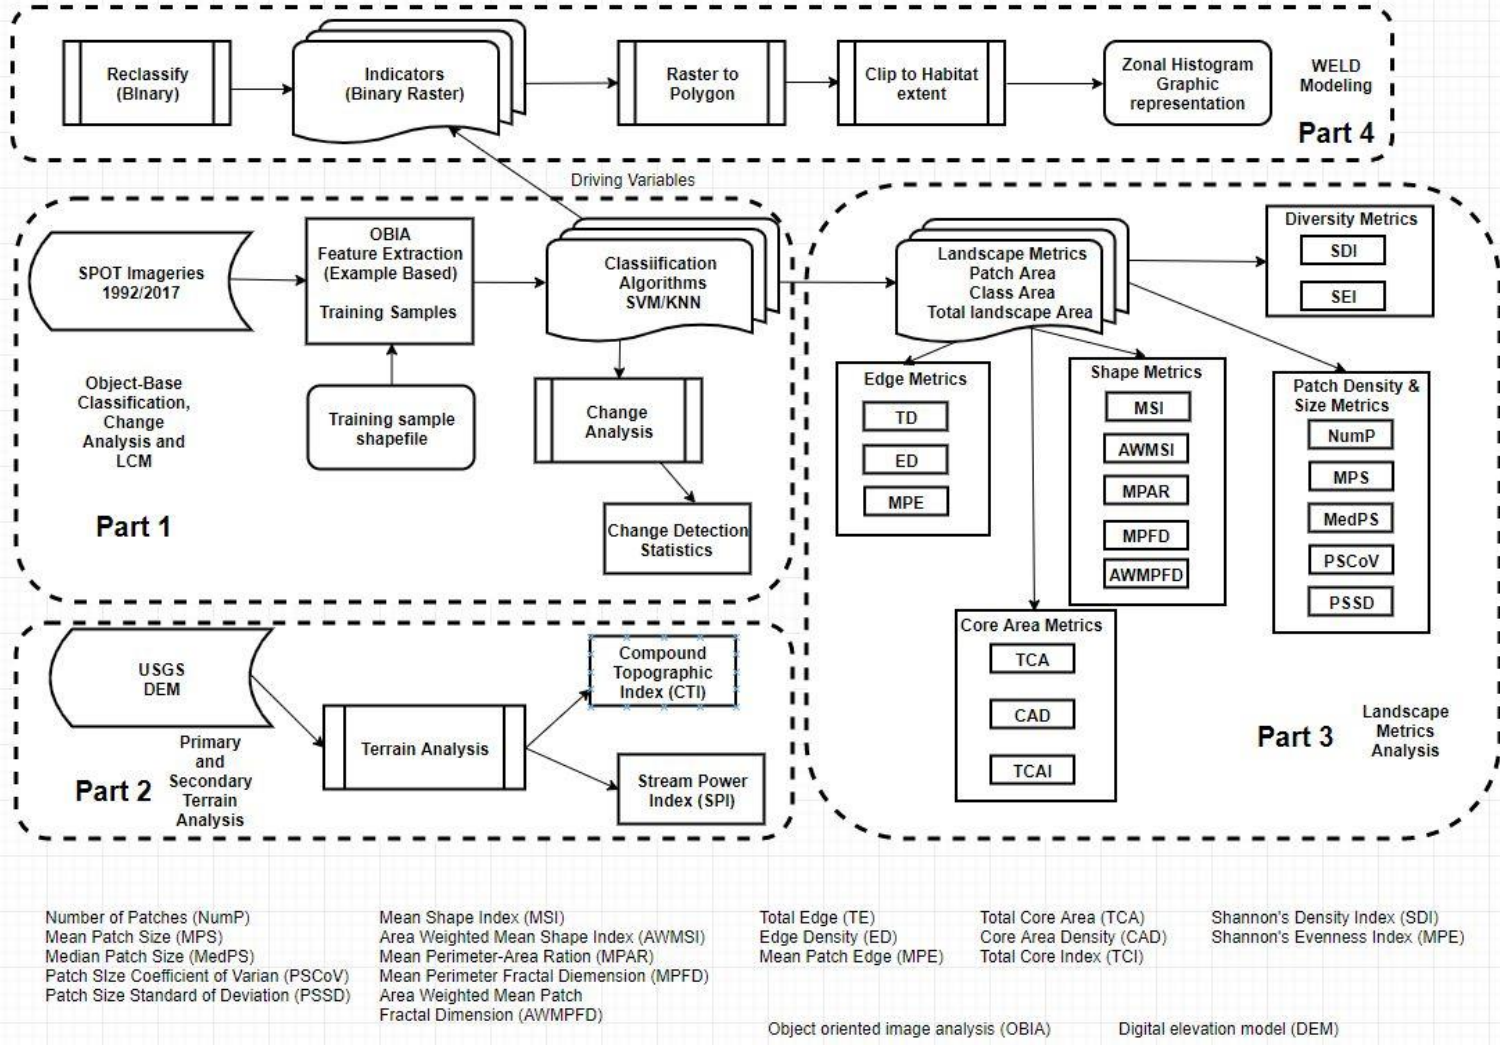 Reclassify
(BInary)
Indicators
(Binary Raster)
Raster to
Polygon
Clip to Habitat
extent
Zonal Histogram
Graphic
representation
WELD
Modeling
Part 4
Driving Variables
SPOT Imageries
1992/2017
OBIA
Feature Extraction
(Example Based)
Training Samples
Classiification
Algorithms
SVM/KNN
Object-Base
Classification,
Change
Analysis and
LCM
Training sample
shapefile
Change
Analysis
Part 1
Change Detection
Statistics
USGS
DEM
Primary
and
Secondary
Terrain
Analysis
Part 2
Terrain Analysis
Compound
Topographic
Index (CTI)
Stream Power
Index (SPI)
Landscape Metrics
Patch Area
Class Area
Total landscape Area
Diversity Metrics
SDI
SEI
Edge Metrics
TD
ED
MPE
Shape Metrics
MSI
AWMSI
MPAR
MPFD
AWMPFD
Patch Density &
Size Metrics
NumP
MPS
MedPS
PSCoV
PSSD
Core Area Metrics
TCA
CAD
TCAI
Part 3
Landscape
Metrics
Analysis
Number of Patches (NumP)
Mean Patch Size (MPS)
Median Patch Size (MedPS)
Patch SIze Coefficient of Varian (PSCoV)
Patch Size Standard of Deviation (PSSD)
Mean Shape Index (MSI)
Area Weighted Mean Shape Index (AWMSI)
Mean Perimeter-Area Ration (MPAR)
Mean Perimeter Fractal Diemension (MPFD)
Area Weighted Mean Patch
Fractal Dimension (AWMPFD)
Total Edge (TE)
Edge Density (ED)
Mean Patch Edge (MPE)
Total Core Area (TCA)
Core Area Density (CAD)
Total Core Index (TCI)
Shannon's Density Index (SDI)
Shannon's Evenness Index (MPE)
Object oriented image analysis (OBIA)
Digital elevation model (DEM)